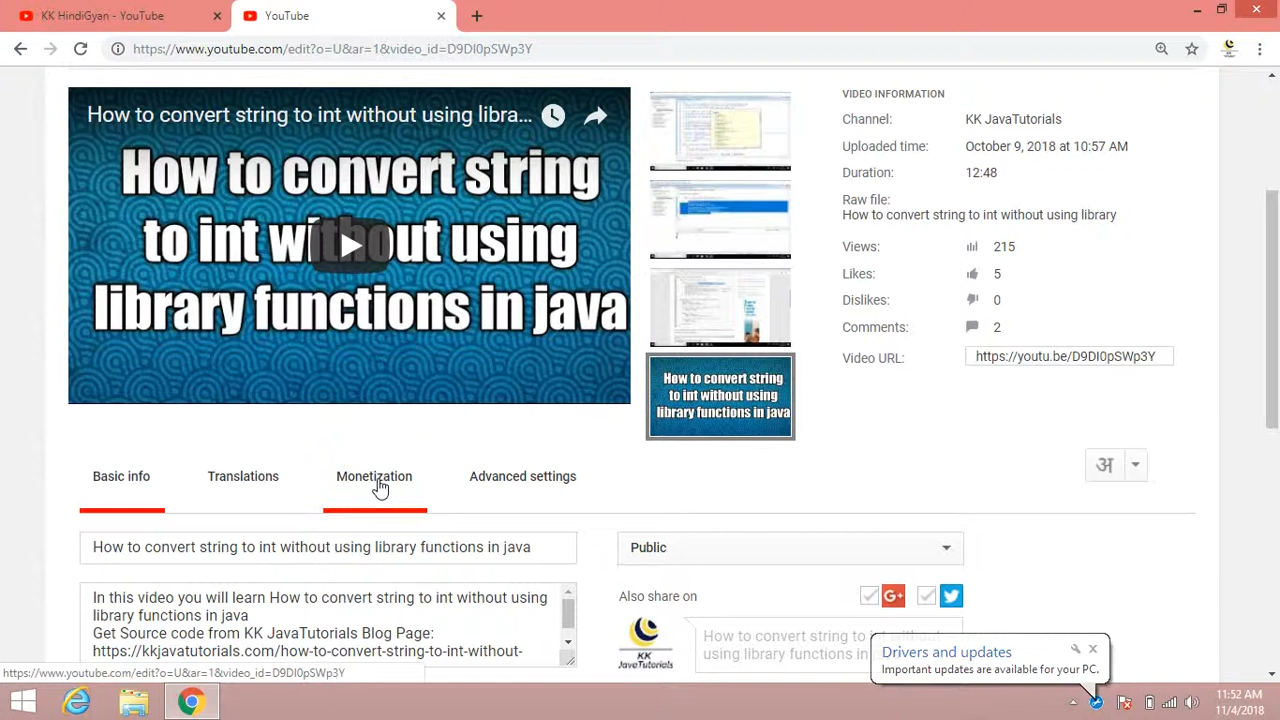 KK HindiGyan - YouTube
YouTube
https://www.youtube.com/edit?o=U&ar=1&video_id=D9DI0pSWp3Y
How to convert string to int without using libra...
How to convert string
to int without using
library functions in java
How to convert string
to int without using
library functions in java
VIDEO INFORMATION
Channel: KK JavaTutorials
Uploaded time: October 9, 2018 at 10:57 AM
Duration: 12:48
Raw file:
How to convert string to int without using library
Views: 215
Likes: 5
Dislikes: 0
Comments: 2
Video URL: https://youtu.be/D9DI0pSWp3Y
Basic info Translations Monetization Advanced settings
अ
How to convert string to int without using library functions in java
Public
In this video you will learn How to convert string to int without using
library functions in java
Get Source code from KK JavaTutorials Blog Page:
https://kkjavatutorials.com/how-to-convert-string-to-int-without-
Also share on
G+
KK
JavaTutorials
How to convert string to int without
using library functions in java
Drivers and updates
Important updates are available for your PC.
https://www.youtube.com/edit?o=U&ar=1&video_id=D9DI0pSWp3Y
11:52 AM
11/4/2018